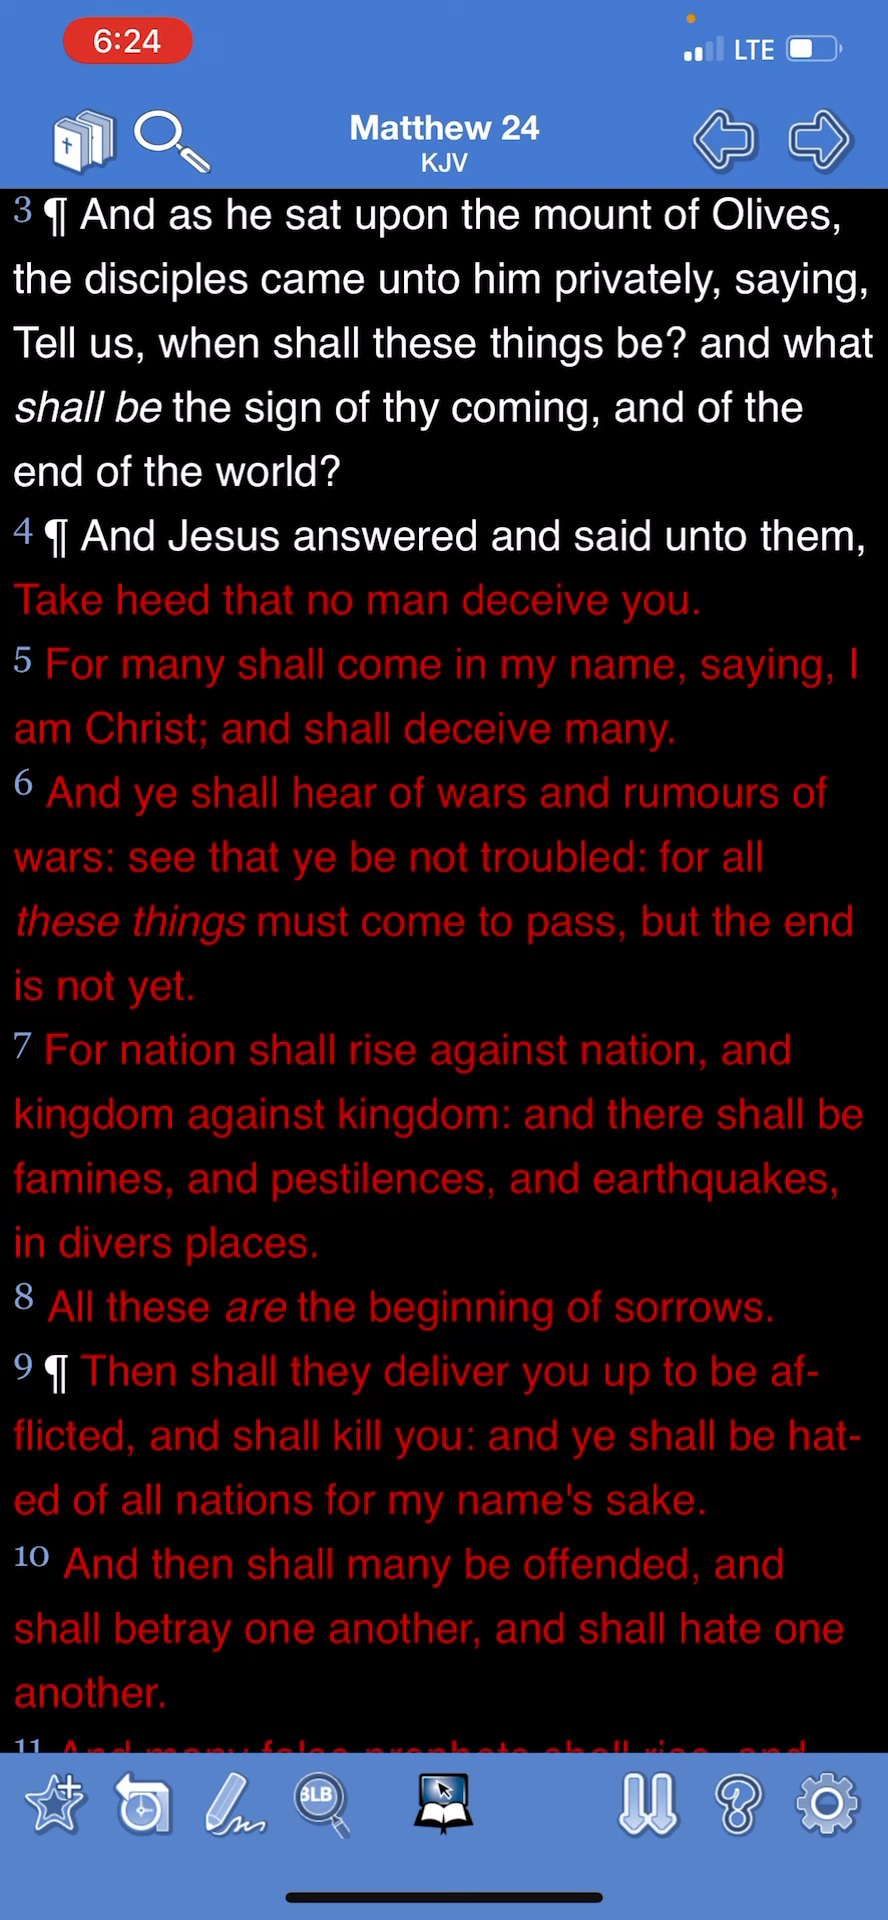 6:24
LTE
Matthew 24
KJV
3 ¶ And as he sat upon the mount of Olives,
the disciples came unto him privately, saying,
Tell us, when shall these things be? and what
shall be the sign of thy coming, and of the
end of the world?
4 ¶ And Jesus answered and said unto them,
Take heed that no man deceive you.
5 For many shall come in my name, saying, I
am Christ; and shall deceive many.
6 And ye shall hear of wars and rumours of
wars: see that ye be not troubled: for all
these things must come to pass, but the end
is not yet.
7 For nation shall rise against nation, and
kingdom against kingdom: and there shall be
famines, and pestilences, and earthquakes,
in divers places.
8 All these are the beginning of sorrows.
9 ¶ Then shall they deliver you up to be af-
flicted, and shall kill you: and ye shall be hat-
ed of all nations for my name's sake.
10 And then shall many be offended, and
shall betray one another, and shall hate one
another.
11 And many false prophets shall rise, and
BLB